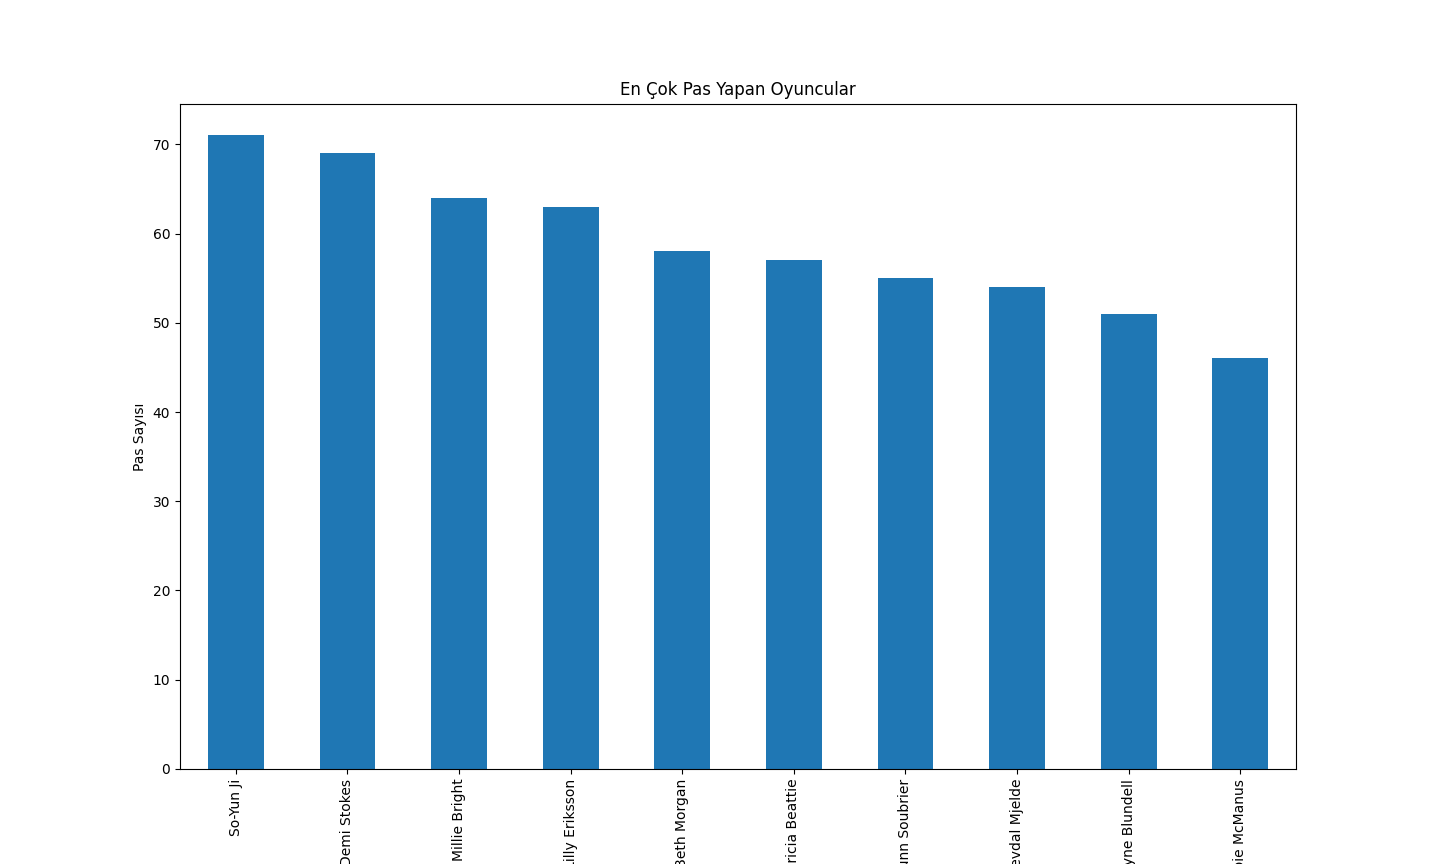 En Çok Pas Yapan Oyuncular
Pas Sayısı
70
60
50
40
30
20
10
0
So-Yun Ji
Demi Stokes
Millie Bright
Eriksson
Beth Morgan
Beattie
Soubrier
Mjelde
Blundell
McManus